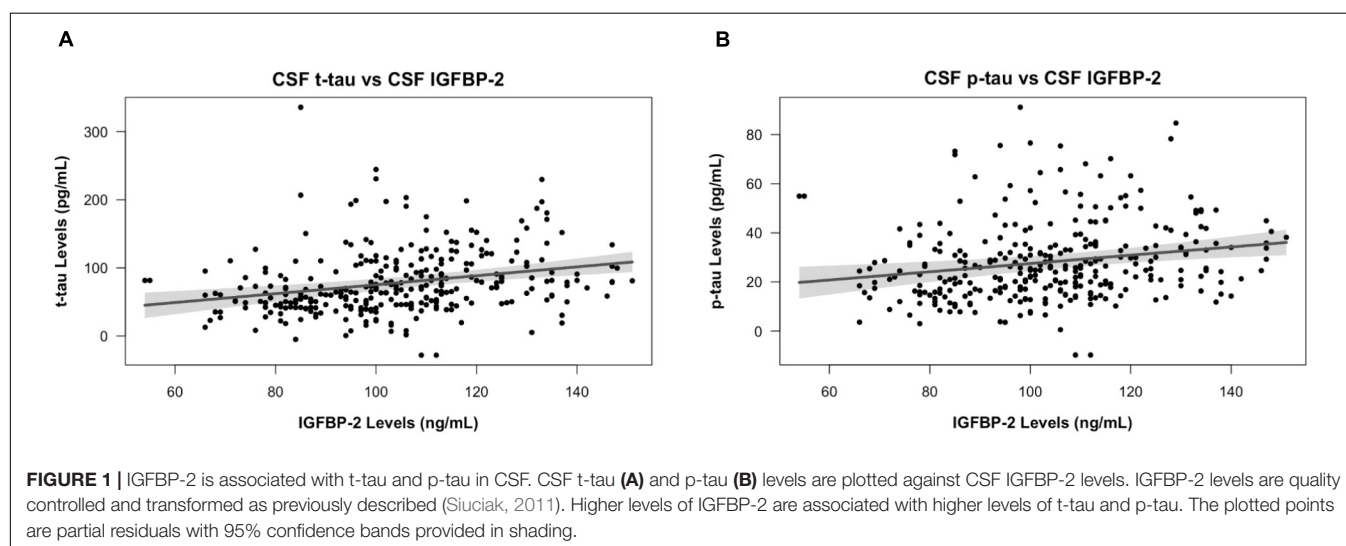 A
CSF t-tau vs CSF IGFBP-2
t-tau Levels (pg/mL)
300
200
100
0
60 80 100 120 140
IGFBP-2 Levels (ng/mL)
B
CSF p-tau vs CSF IGFBP-2
p-tau Levels (pg/mL)
80
60
40
20
0
60 80 100 120 140
IGFBP-2 Levels (ng/mL)
FIGURE 1 | IGFBP-2 is associated with t-tau and p-tau in CSF. CSF t-tau (A) and p-tau (B) levels are plotted against CSF IGFBP-2 levels. IGFBP-2 levels are quality
controlled and transformed as previously described (Siuciak, 2011). Higher levels of IGFBP-2 are associated with higher levels of t-tau and p-tau. The plotted points
are partial residuals with 95% confidence bands provided in shading.